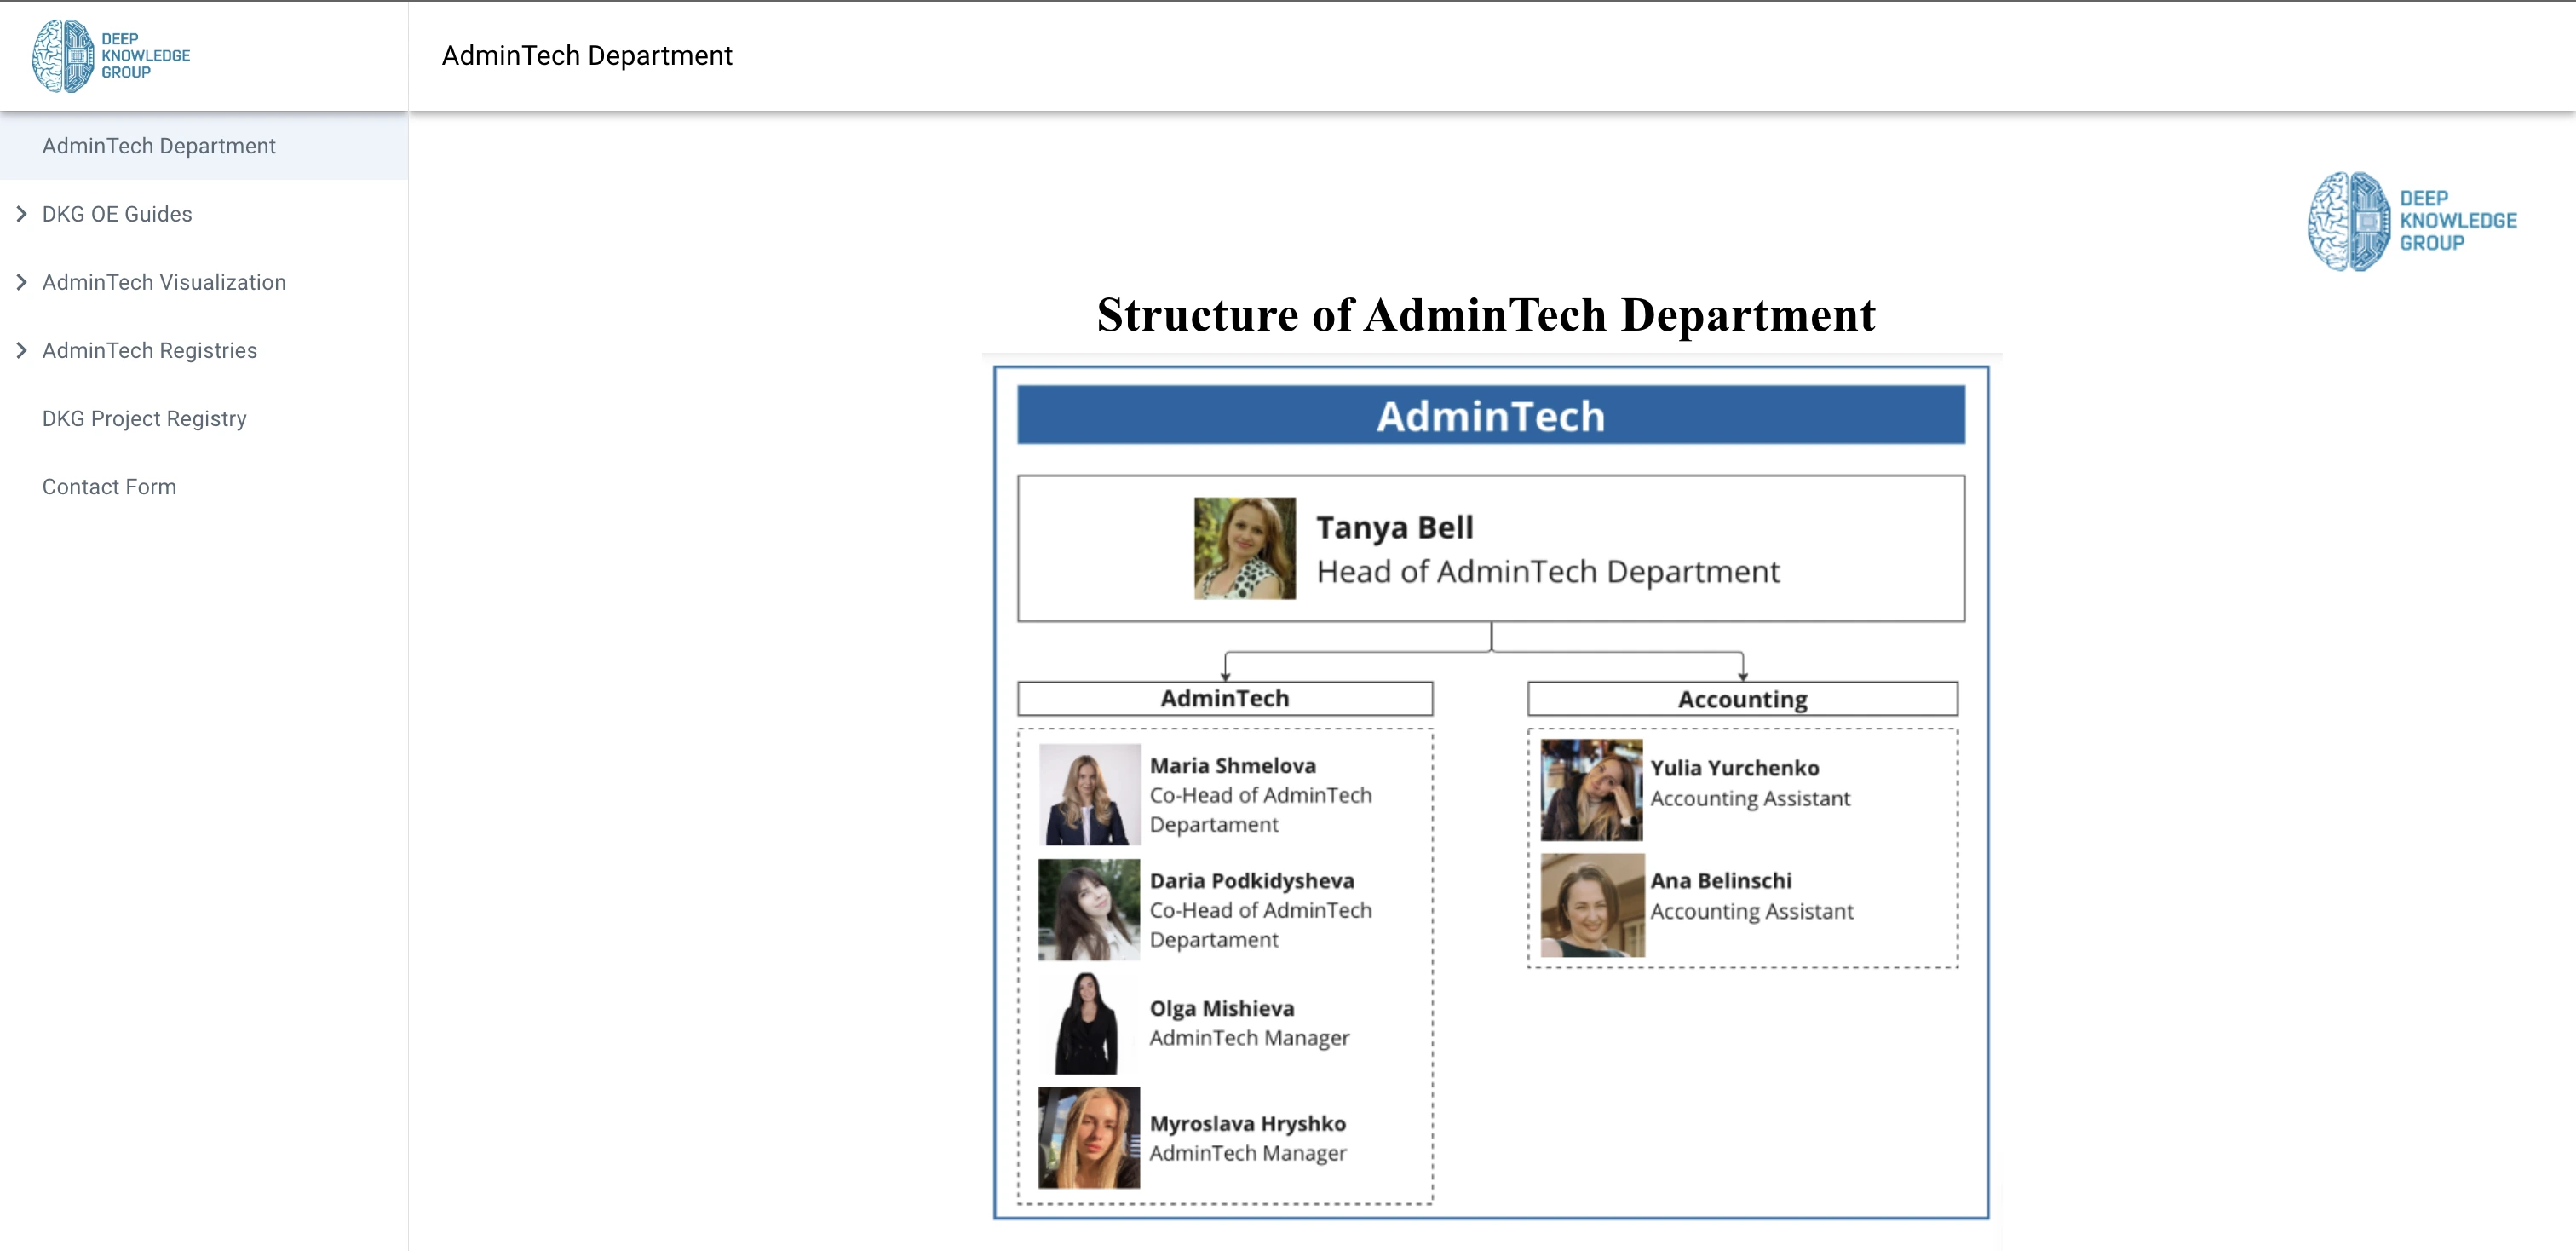 DEEP
KNOWLEDGE
GROUP
AdminTech Department
AdminTech Department
DKG OE Guides
AdminTech Visualization
AdminTech Registries
DKG Project Registry
Contact Form
DEEP
KNOWLEDGE
GROUP
Structure of AdminTech Department
AdminTech
Tanya Bell
Head of AdminTech Department
AdminTech
Maria Shmelova
Co-Head of AdminTech
Departament
Daria Podkidysheva
Co-Head of AdminTech
Departament
Olga Mishieva
AdminTech Manager
Myroslava Hryshko
AdminTech Manager
Accounting
Yulia Yurchenko
Accounting Assistant
Ana Belinschi
Accounting Assistant